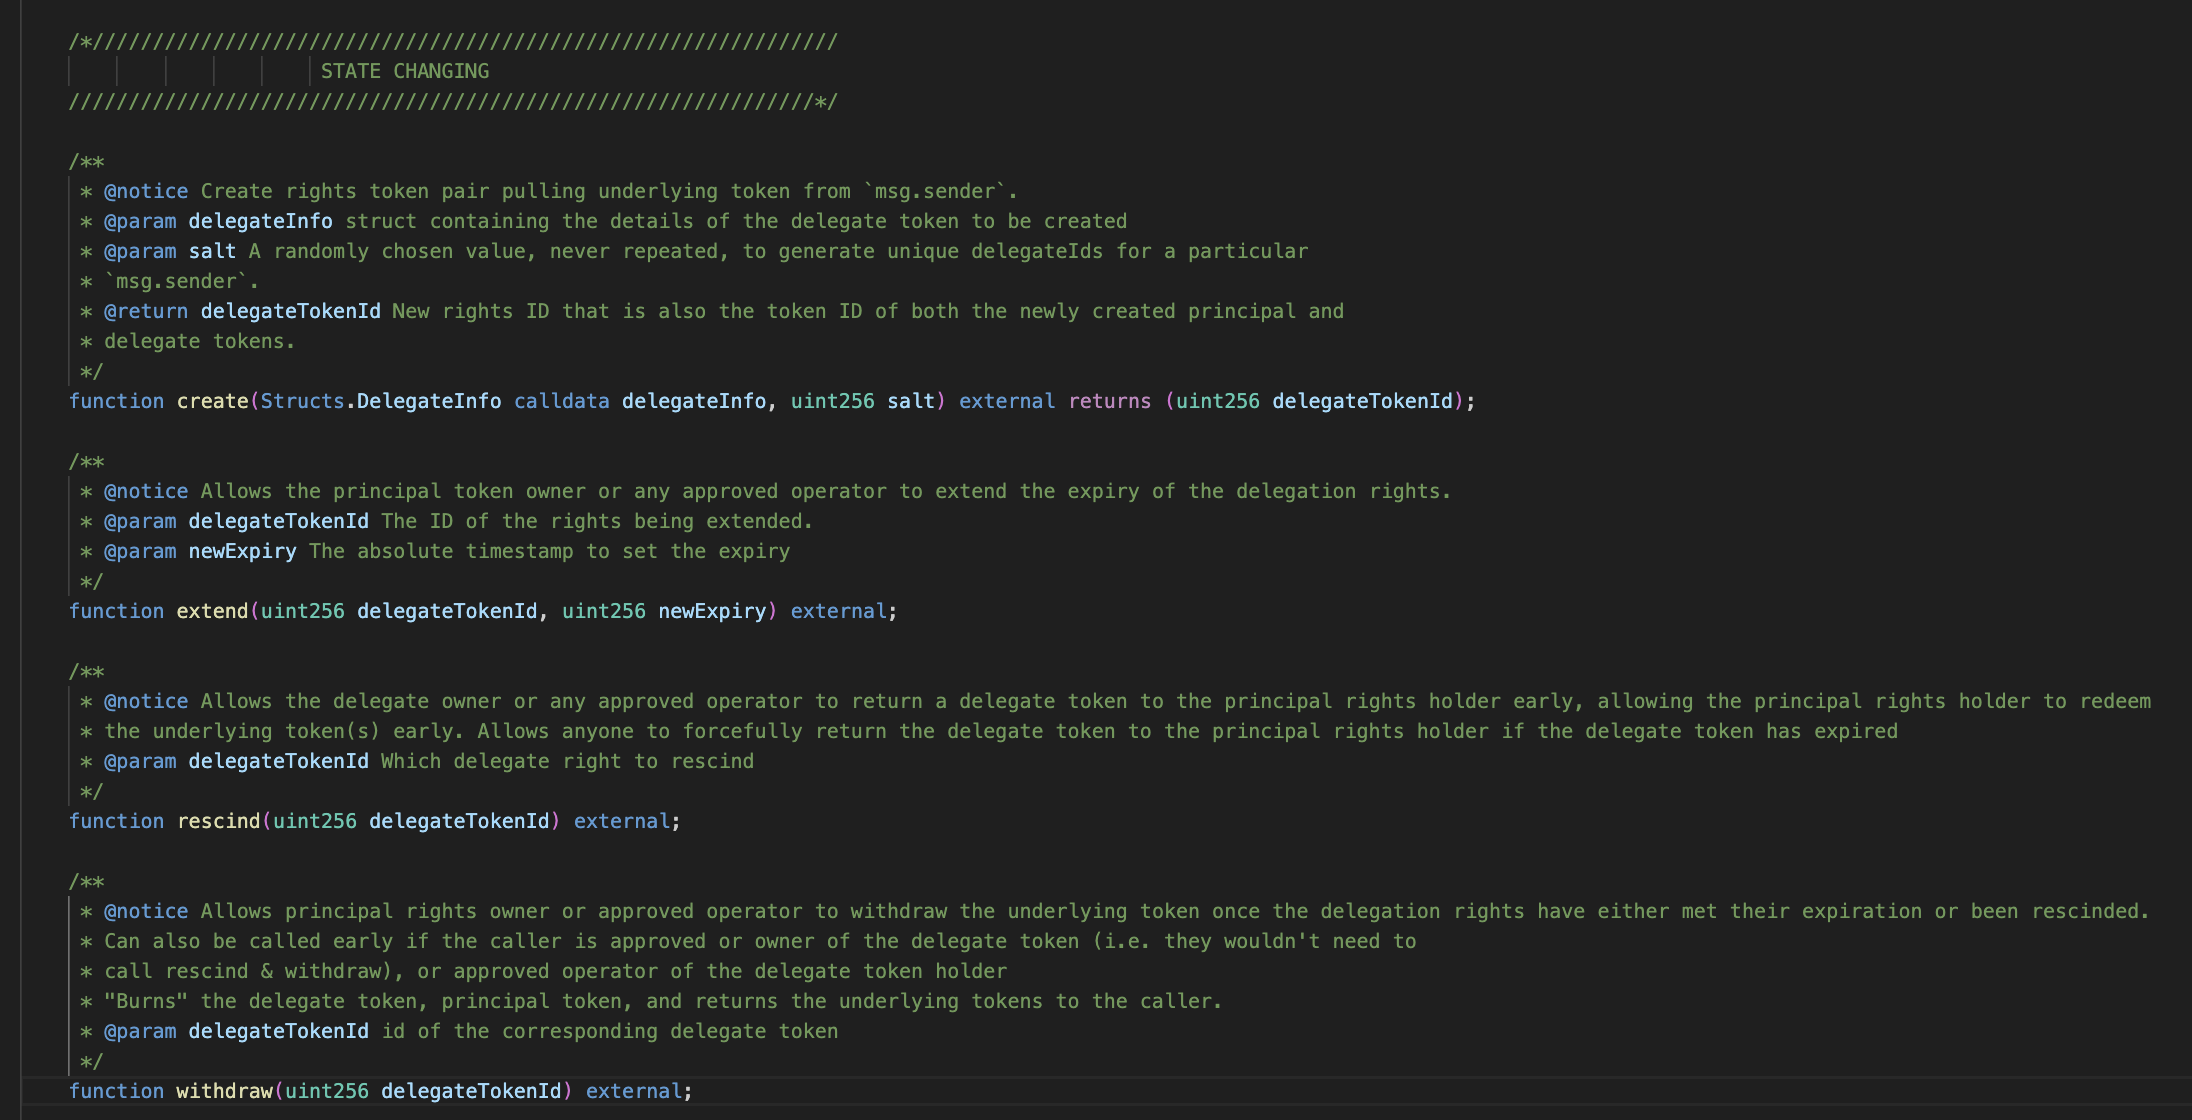 /*//////////////////////////////////////////////////////////////
STATE CHANGING
//////////////////////////////////////////////////////////////*/
/**
* @notice Create rights token pair pulling underlying token from `msg.sender`.
* @param delegateInfo struct containing the details of the delegate token to be created
* @param salt A randomly chosen value, never repeated, to generate unique delegateIds for a particular
* `msg.sender`.
* @return delegateTokenId New rights ID that is also the token ID of both the newly created principal and
* delegate tokens.
*/
function create(Structs.DelegateInfo calldata delegateInfo, uint256 salt) external returns (uint256 delegateTokenId);
/**
* @notice Allows the principal token owner or any approved operator to extend the expiry of the delegation rights.
* @param delegateTokenId The ID of the rights being extended.
* @param newExpiry The absolute timestamp to set the expiry
*/
function extend(uint256 delegateTokenId, uint256 newExpiry) external;
/**
* @notice Allows the delegate owner or any approved operator to return a delegate token to the principal rights holder early, allowing the principal rights holder to redeem
* the underlying token(s) early. Allows anyone to forcefully return the delegate token to the principal rights holder if the delegate token has expired
* @param delegateTokenId Which delegate right to rescind
*/
function rescind(uint256 delegateTokenId) external;
/**
* @notice Allows principal rights owner or approved operator to withdraw the underlying token once the delegation rights have either met their expiration or been rescinded.
* Can also be called early if the caller is approved or owner of the delegate token (i.e. they wouldn't need to
* call rescind & withdraw), or approved operator of the delegate token holder
* "Burns" the delegate token, principal token, and returns the underlying tokens to the caller.
* @param delegateTokenId id of the corresponding delegate token
*/
function withdraw(uint256 delegateTokenId) external;